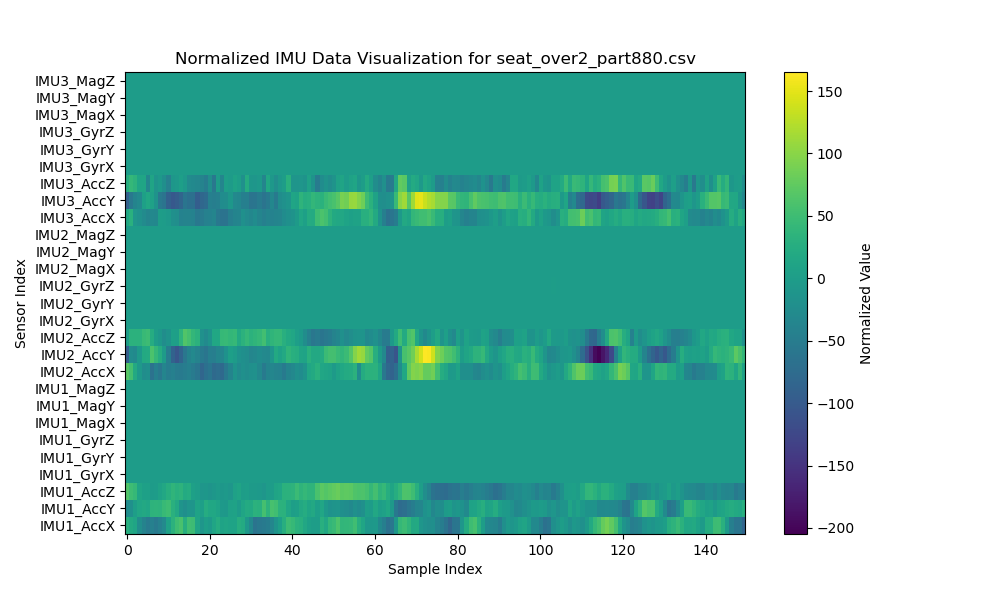 Normalized IMU Data Visualization for seat_over2_part880.csv
IMU3_MagZ
IMU3_MagY
IMU3_MagX
IMU3_GyrZ
IMU3_GyrY
IMU3_GyrX
IMU3_AccZ
IMU3_AccY
IMU3_AccX
IMU2_MagZ
IMU2_MagY
IMU2_MagX
IMU2_GyrZ
IMU2_GyrY
IMU2_GyrX
IMU2_AccZ
IMU2_AccY
IMU2_AccX
IMU1_MagZ
IMU1_MagY
IMU1_MagX
IMU1_GyrZ
IMU1_GyrY
IMU1_GyrX
IMU1_AccZ
IMU1_AccY
IMU1_AccX
Sensor Index
0 20 40 60 80 100 120 140
Sample Index
150
100
50
0
−50
−100
−150
−200
Normalized Value